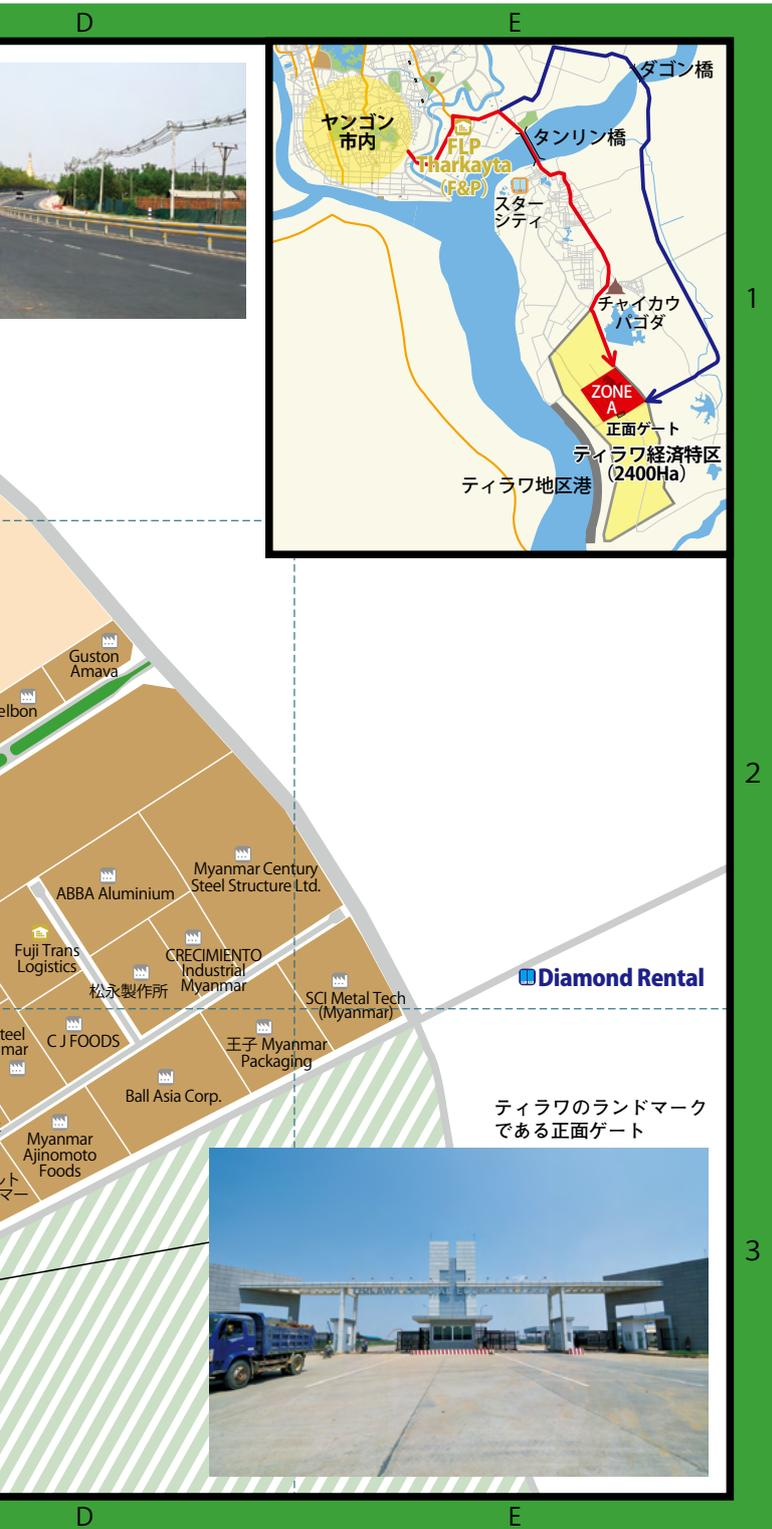 D
E
ダゴン橋
ヤンゴン
市内
タンリン橋
FLP
Tharkayta
(F&P)
スター
シティ
チャイカウ
パゴダ
ZONE
A
正面ゲート
ティラワ経済特区
（2400Ha）
ティラワ地区港
1
Guston
Amava
elbon
2
ABBA Aluminium
Myanmar Century
Steel Structure Ltd.
Fuji Trans
Logistics
CRECIMIENTO
Industrial
Myanmar
松永製作所
Diamond Rental
SCI Metal Tech
(Myanmar)
teel
mar
C J FOODS
王子 Myanmar
Packaging
Ball Asia Corp.
Myanmar
Ajinomoto
Foods
ルト
マー
ティラワのランドマーク
である正面ゲート
3
D
E